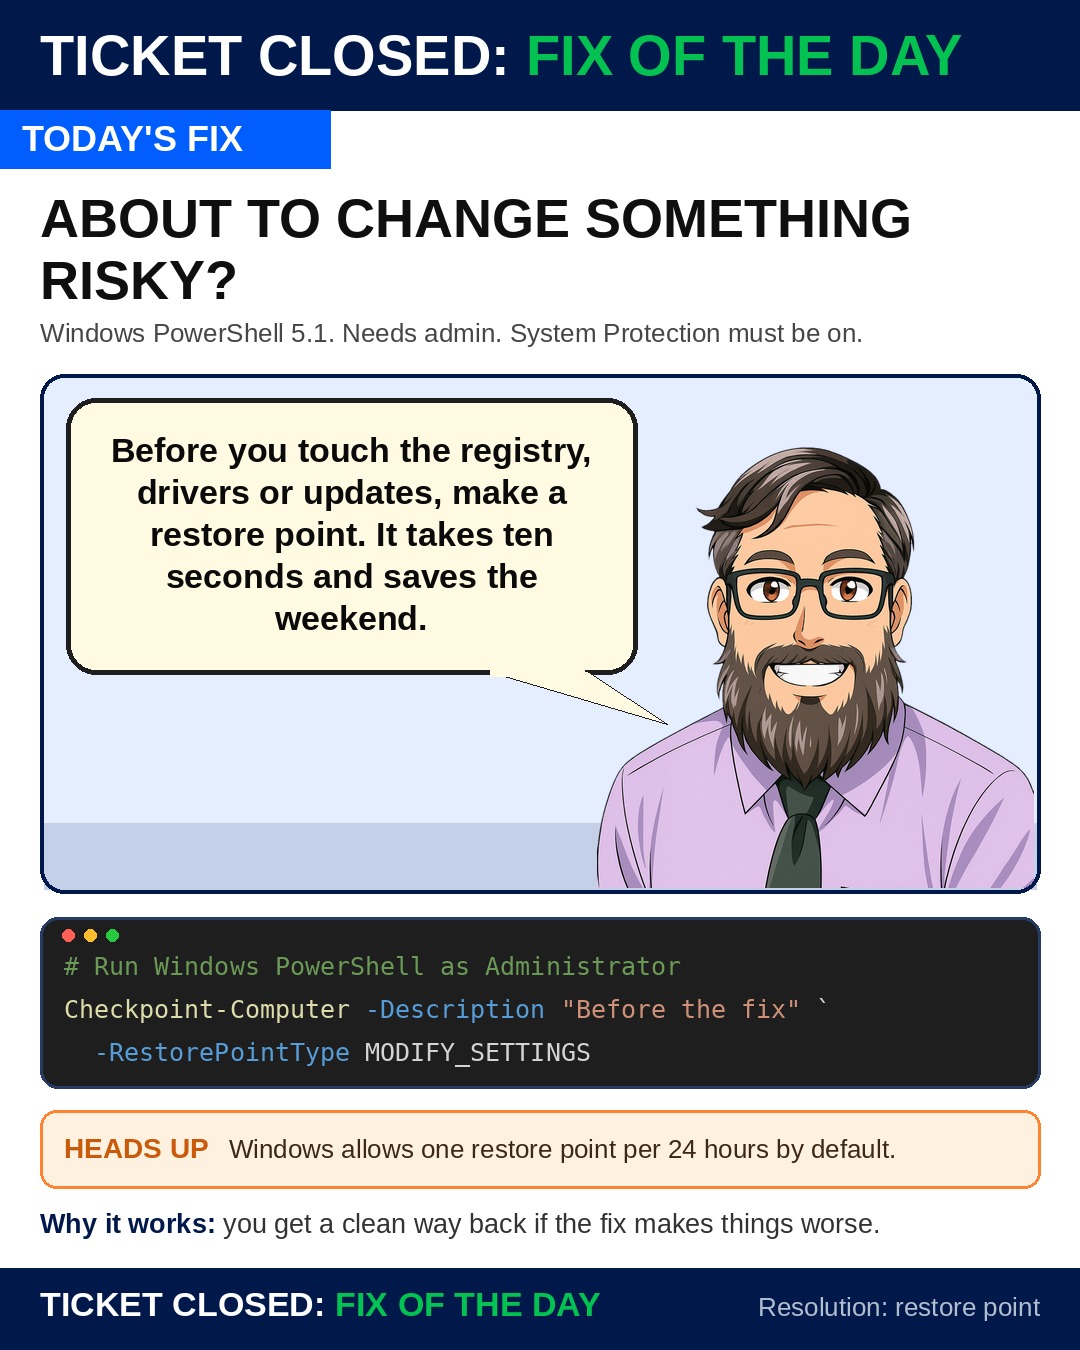 TICKET CLOSED: FIX OF THE DAY
TODAY'S FIX
ABOUT TO CHANGE SOMETHING
RISKY?
Windows PowerShell 5.1. Needs admin. System Protection must be on.
Before you touch the registry,
drivers or updates, make a
restore point. It takes ten
seconds and saves the
weekend.
# Run Windows PowerShell as Administrator
Checkpoint-Computer -Description "Before the fix" `
  -RestorePointType MODIFY_SETTINGS
HEADS UP Windows allows one restore point per 24 hours by default.
Why it works: you get a clean way back if the fix makes things worse.
TICKET CLOSED: FIX OF THE DAY
Resolution: restore point